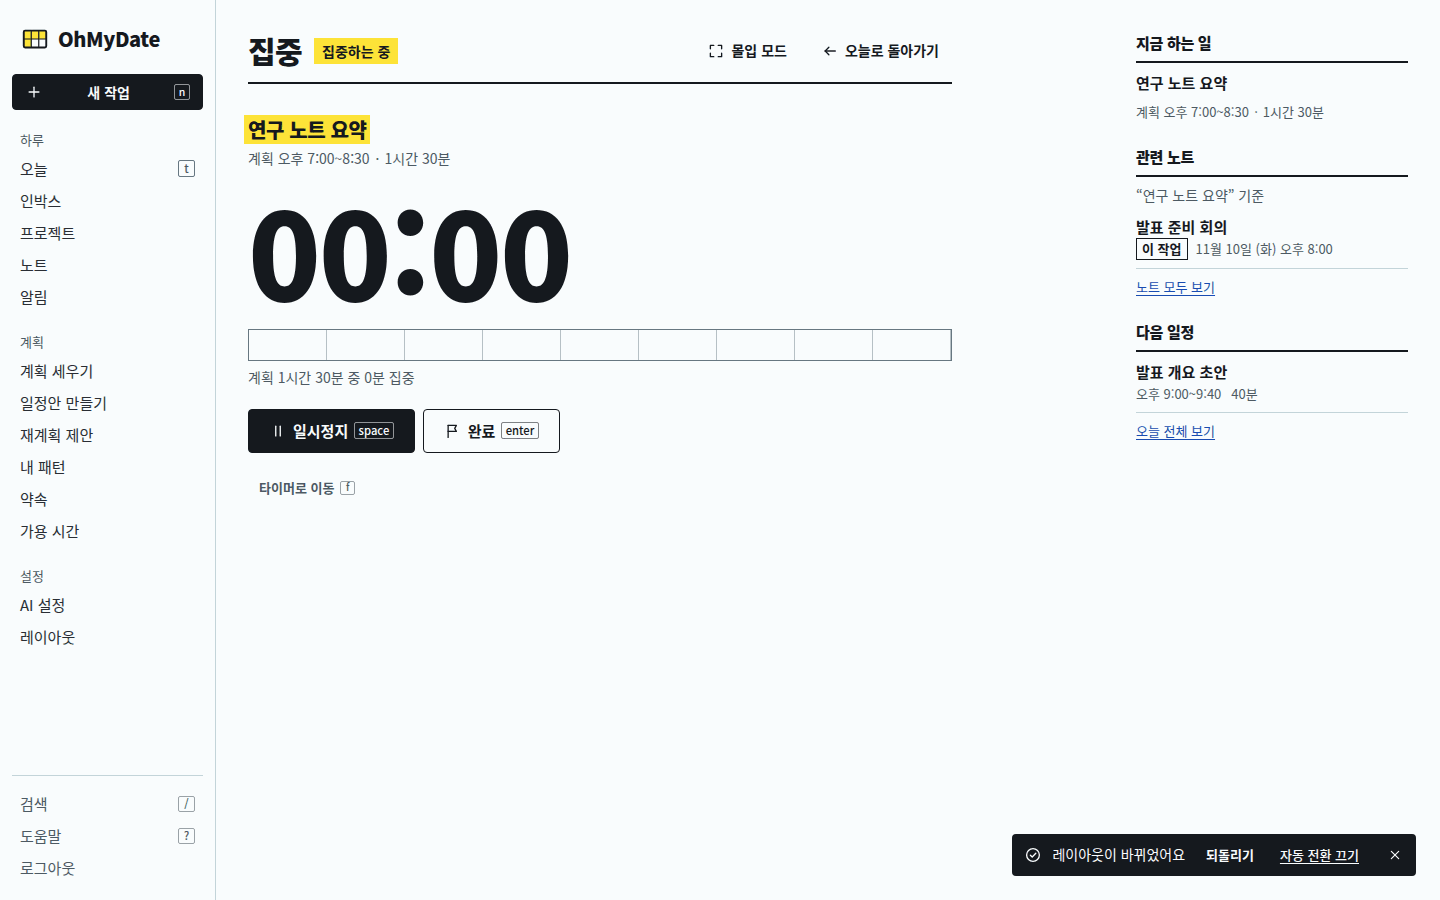 OhMyDate
새 작업 n
하루
오늘 t
인박스
프로젝트
노트
알림
계획
계획 세우기
일정안 만들기
재계획 제안
내 패턴
약속
가용 시간
설정
AI 설정
레이아웃
검색 /
도움말 ?
로그아웃
집중 집중하는 중 몰입 모드 오늘로 돌아가기
연구 노트 요약
계획 오후 7:00~8:30 · 1시간 30분
00:00
계획 1시간 30분 중 0분 집중
일시정지 space 완료 enter
타이머로 이동 f
지금 하는 일
연구 노트 요약
계획 오후 7:00~8:30 · 1시간 30분
관련 노트
“연구 노트 요약” 기준
발표 준비 회의
이 작업 11월 10일 (화) 오후 8:00
노트 모두 보기
다음 일정
발표 개요 초안
오후 9:00~9:40 40분
오늘 전체 보기
레이아웃이 바뀌었어요 되돌리기 자동 전환 끄기